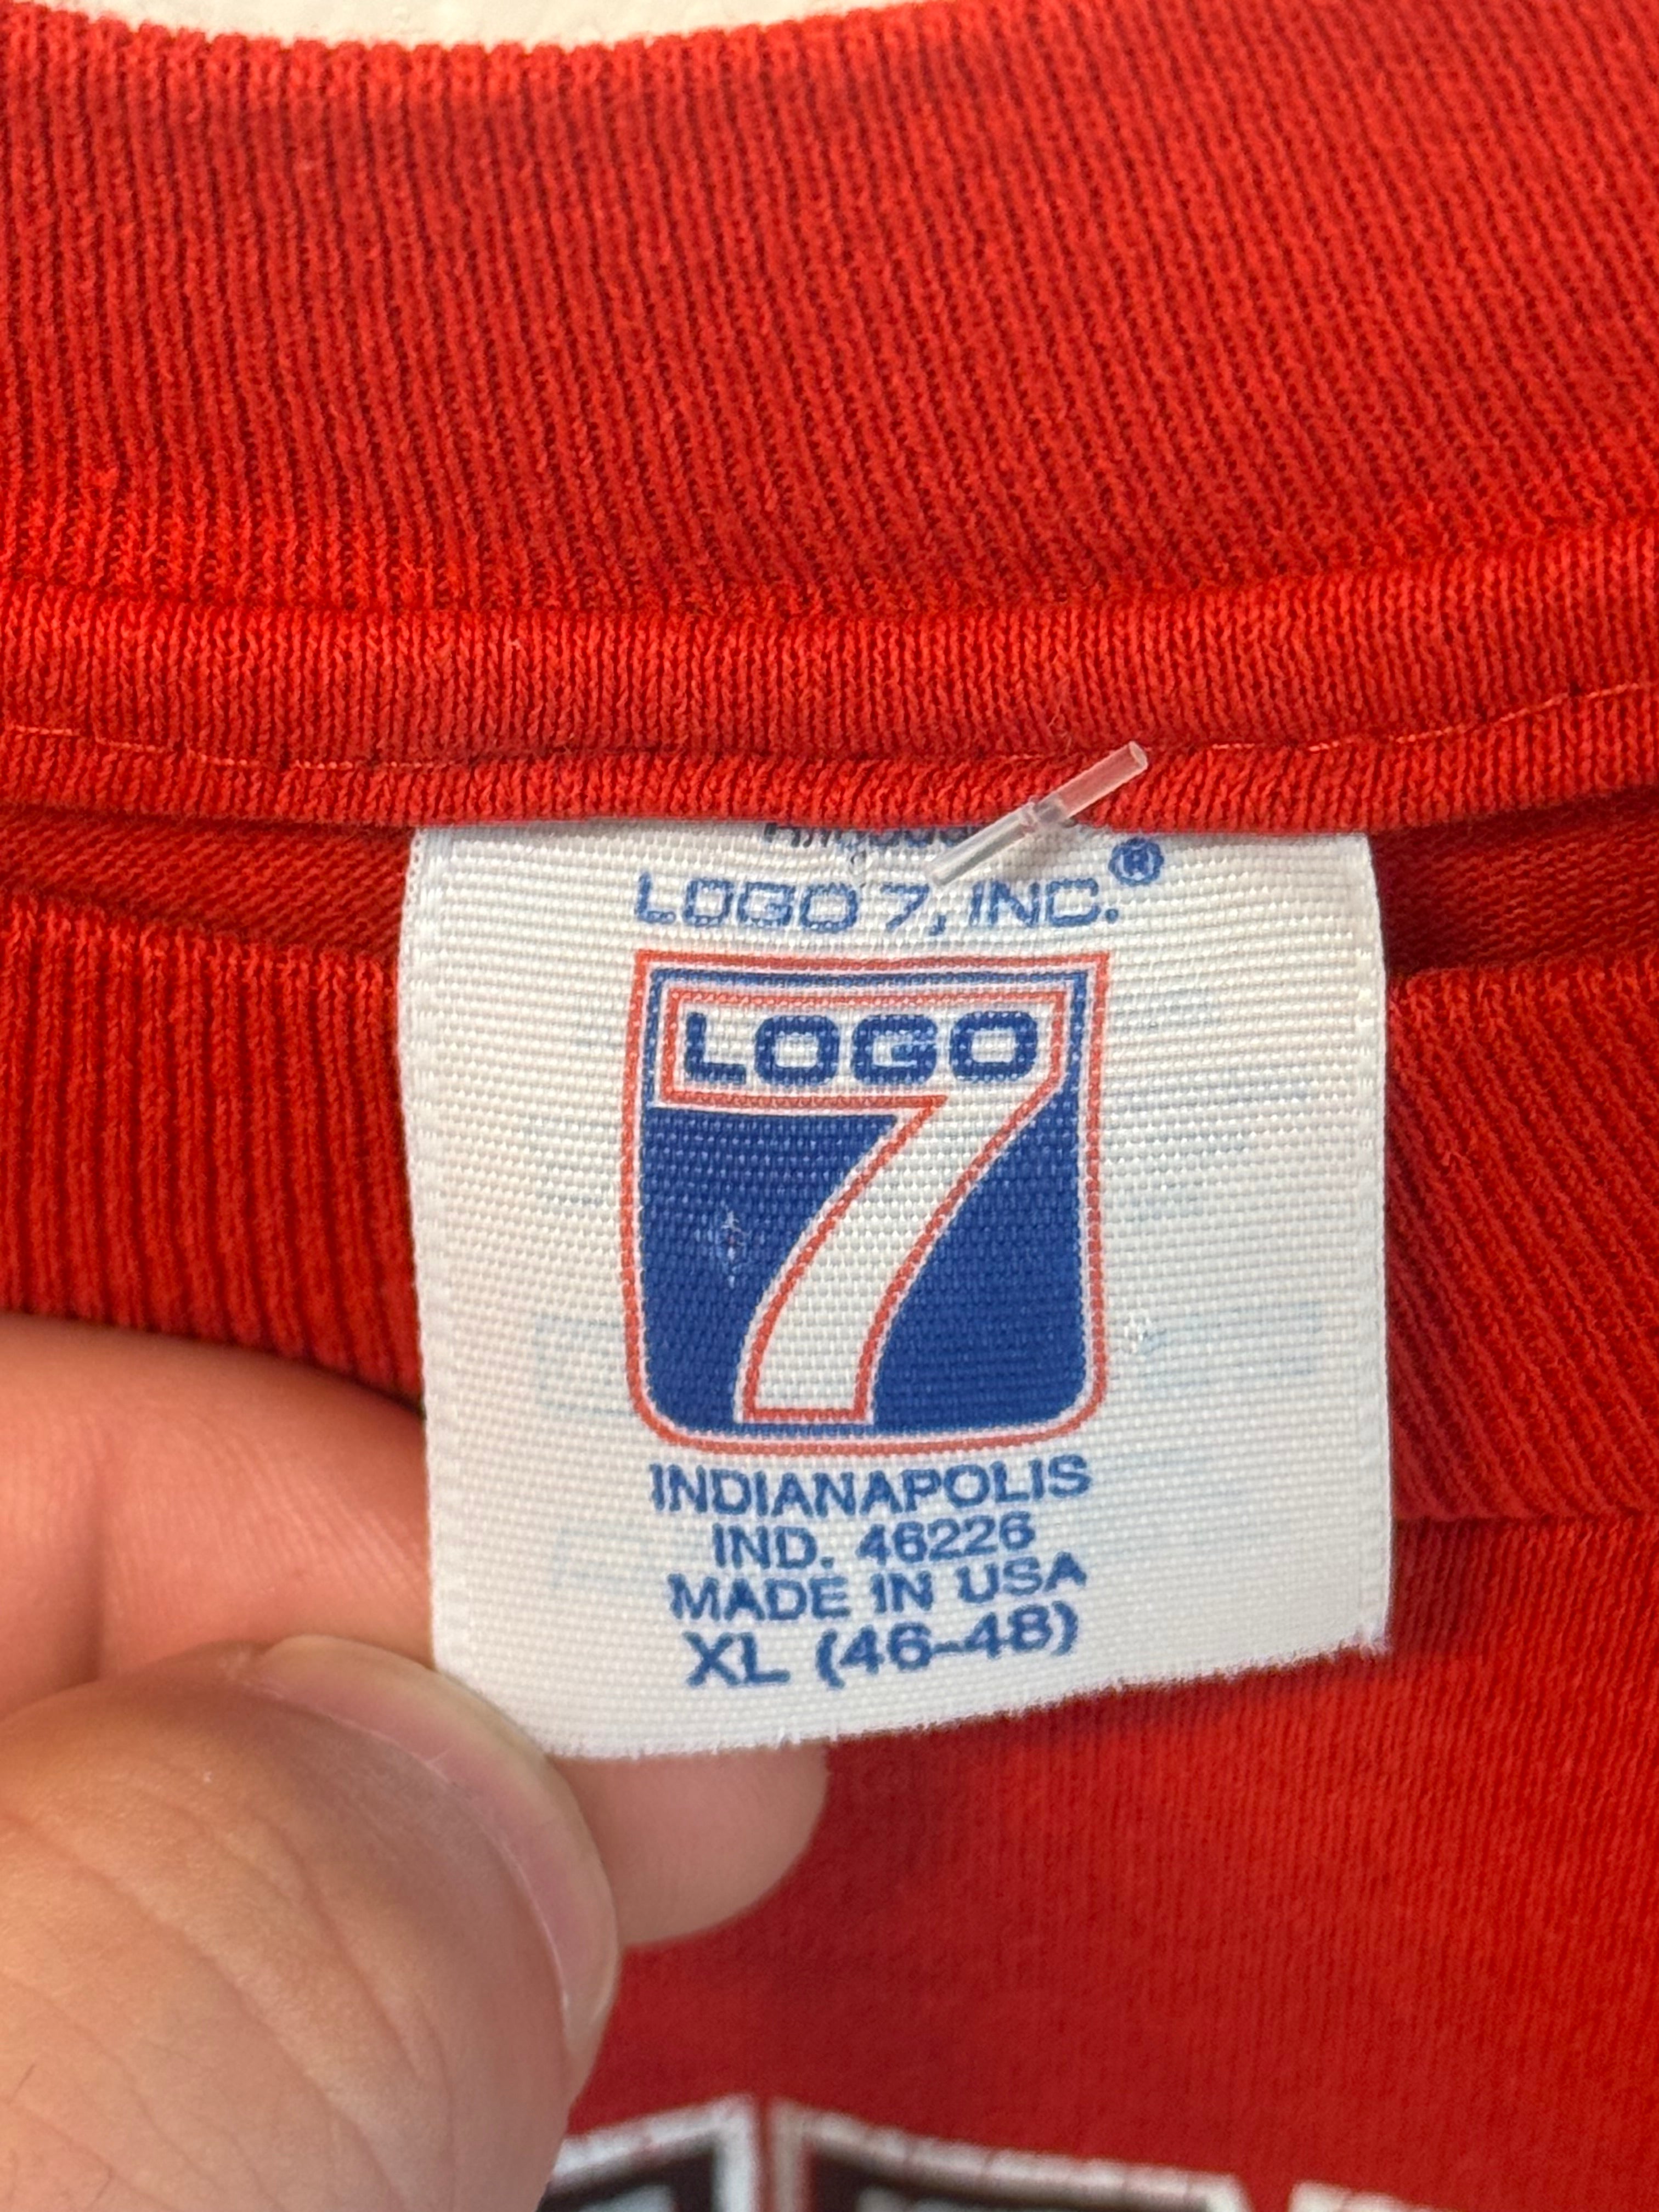 LOGO 7, INC.®
LOGO
7
INDIANAPOLIS
IND. 46226
MADE IN USA
XL (46-48)